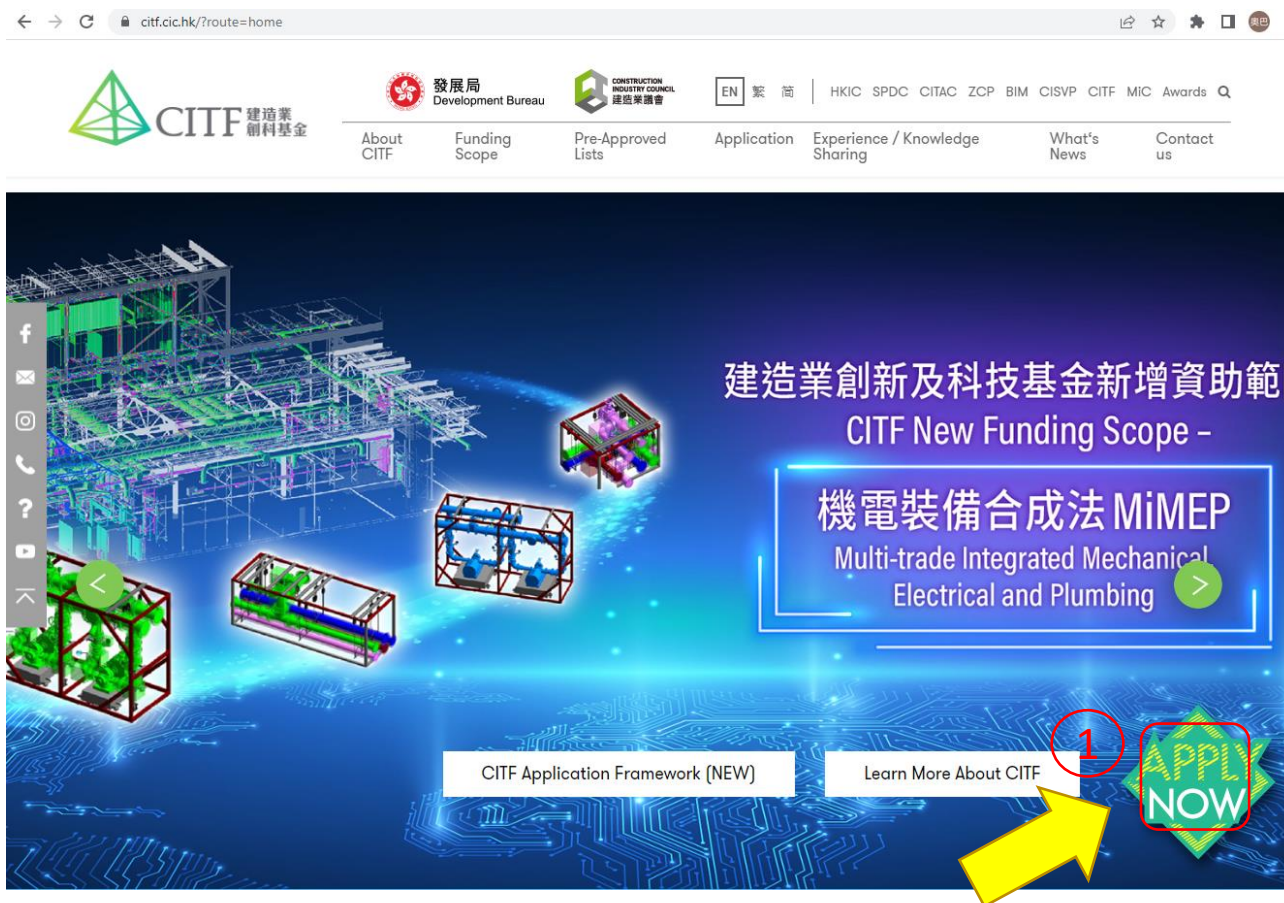 citf.cic.hk/?route=home
奧巴
CITF 建造業
創科基金
發展局
Development Bureau
CONSTRUCTION
INDUSTRY COUNCIL
建造業議會
EN 繁 简 HKIC SPDC CITAC ZCP BIM CISVP CITF MiC Awards
About
CITF
Funding
Scope
Pre-Approved
Lists
Application
Experience / Knowledge
Sharing
What's
News
Contact
us
建造業創新及科技基金新增資助範
CITF New Funding Scope –
機電裝備合成法 MiMEP
Multi-trade Integrated Mechanical
Electrical and Plumbing
CITF Application Framework (NEW)
Learn More About CITF
1
APPLY
NOW